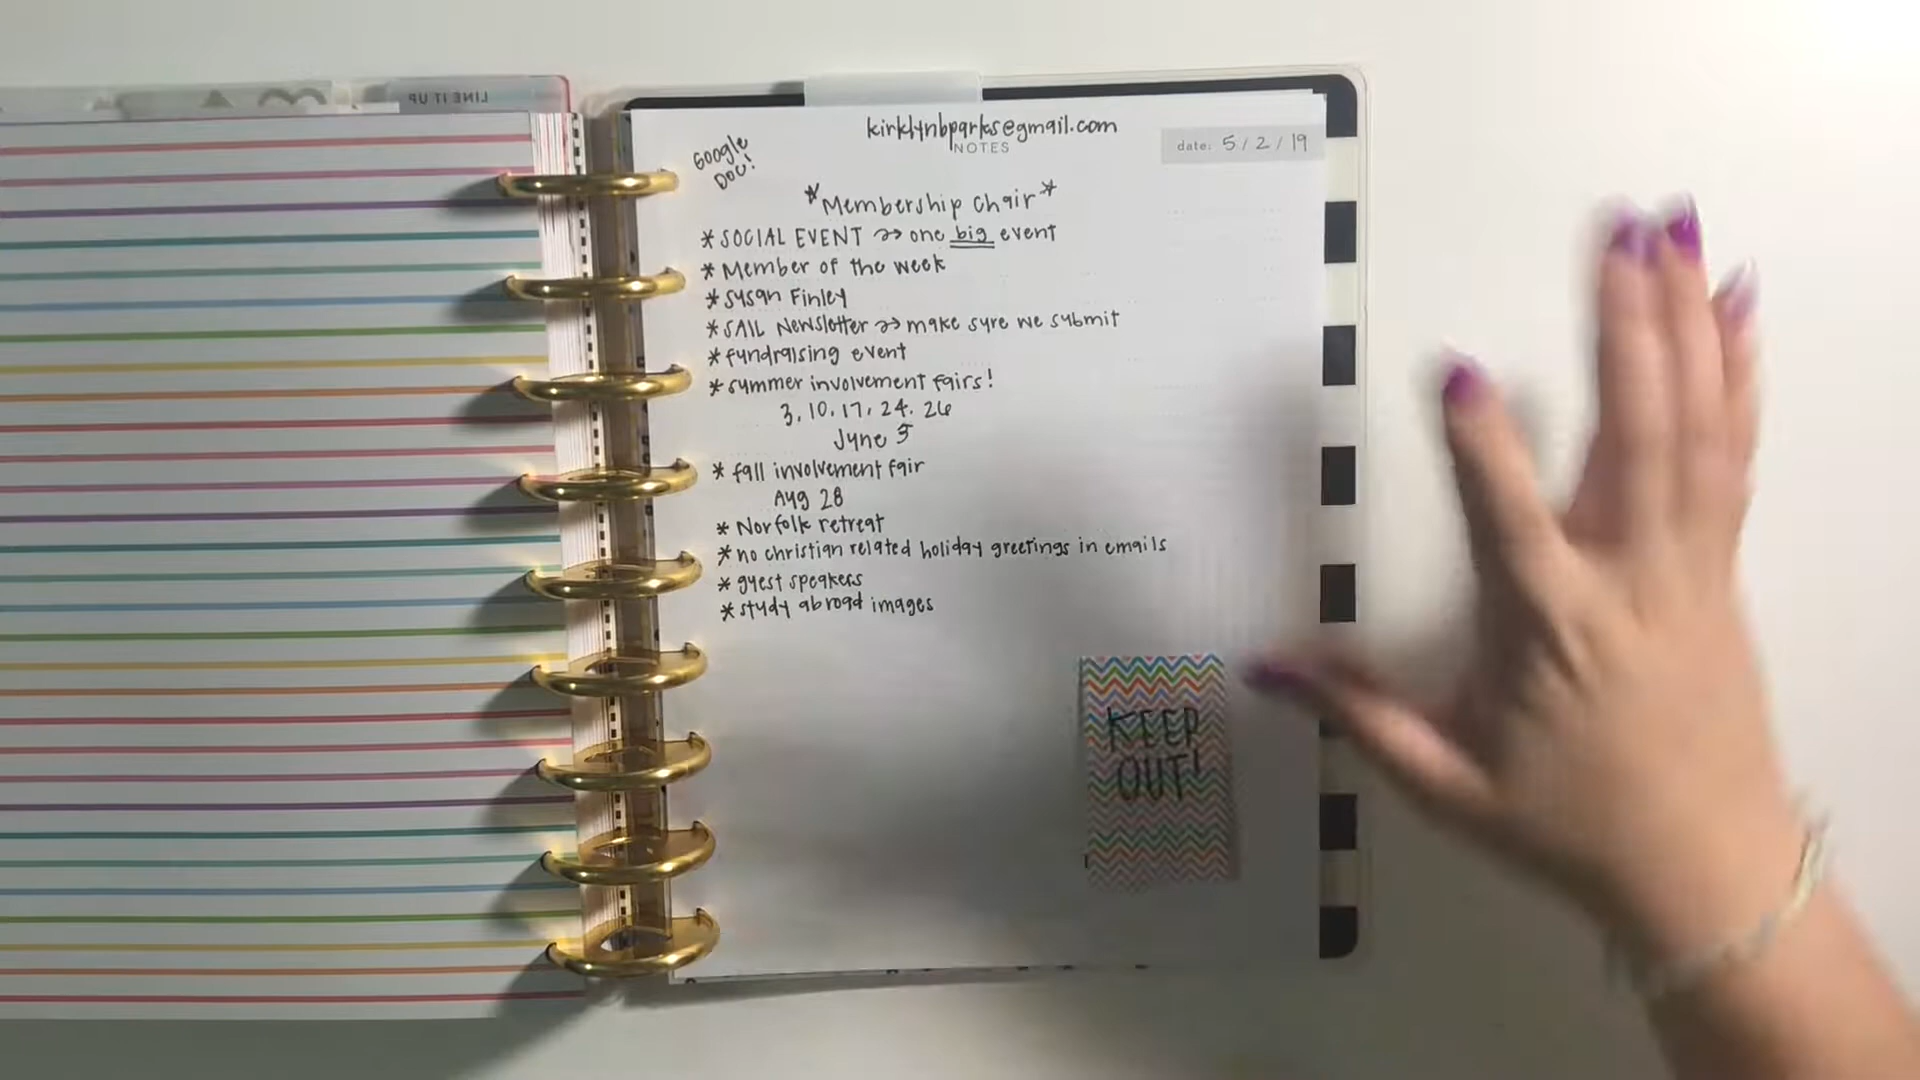 LINE IT UP
kirklynbparks@gmail.com
NOTES
date: 5/2/19
Google
Doc!
*Membership Chair*
* SOCIAL EVENT → one big event
* Member of the week
* Susan Finley
* SAIL Newsletter → make sure we submit
* fundraising event
* summer involvement fairs!
3, 10, 17, 24, 26
June 5
* fall involvement fair
Aug 28
* Norfolk retreat
* no christian related holiday greetings in emails
* guest speakers
* study abroad images
KEEP
OUT!